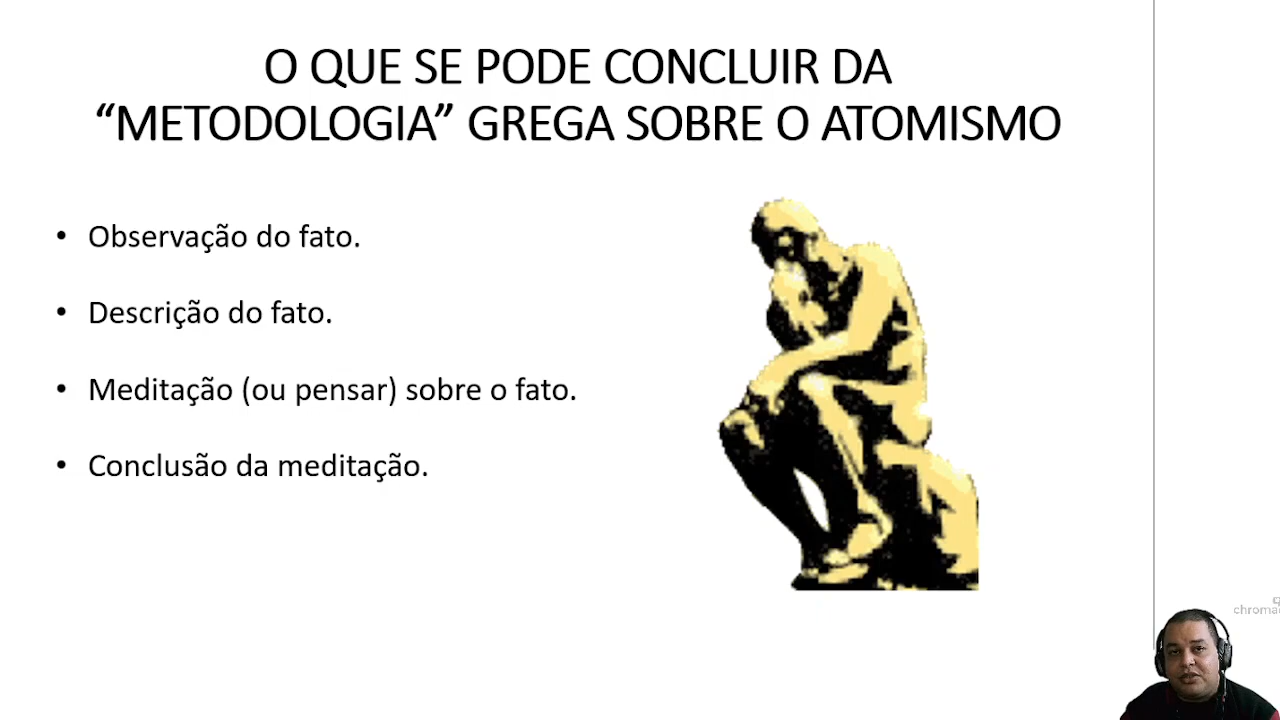 O QUE SE PODE CONCLUIR DA
“METODOLOGIA” GREGA SOBRE O ATOMISMO
• Observação do fato.
• Descrição do fato.
• Meditação (ou pensar) sobre o fato.
• Conclusão da meditação.